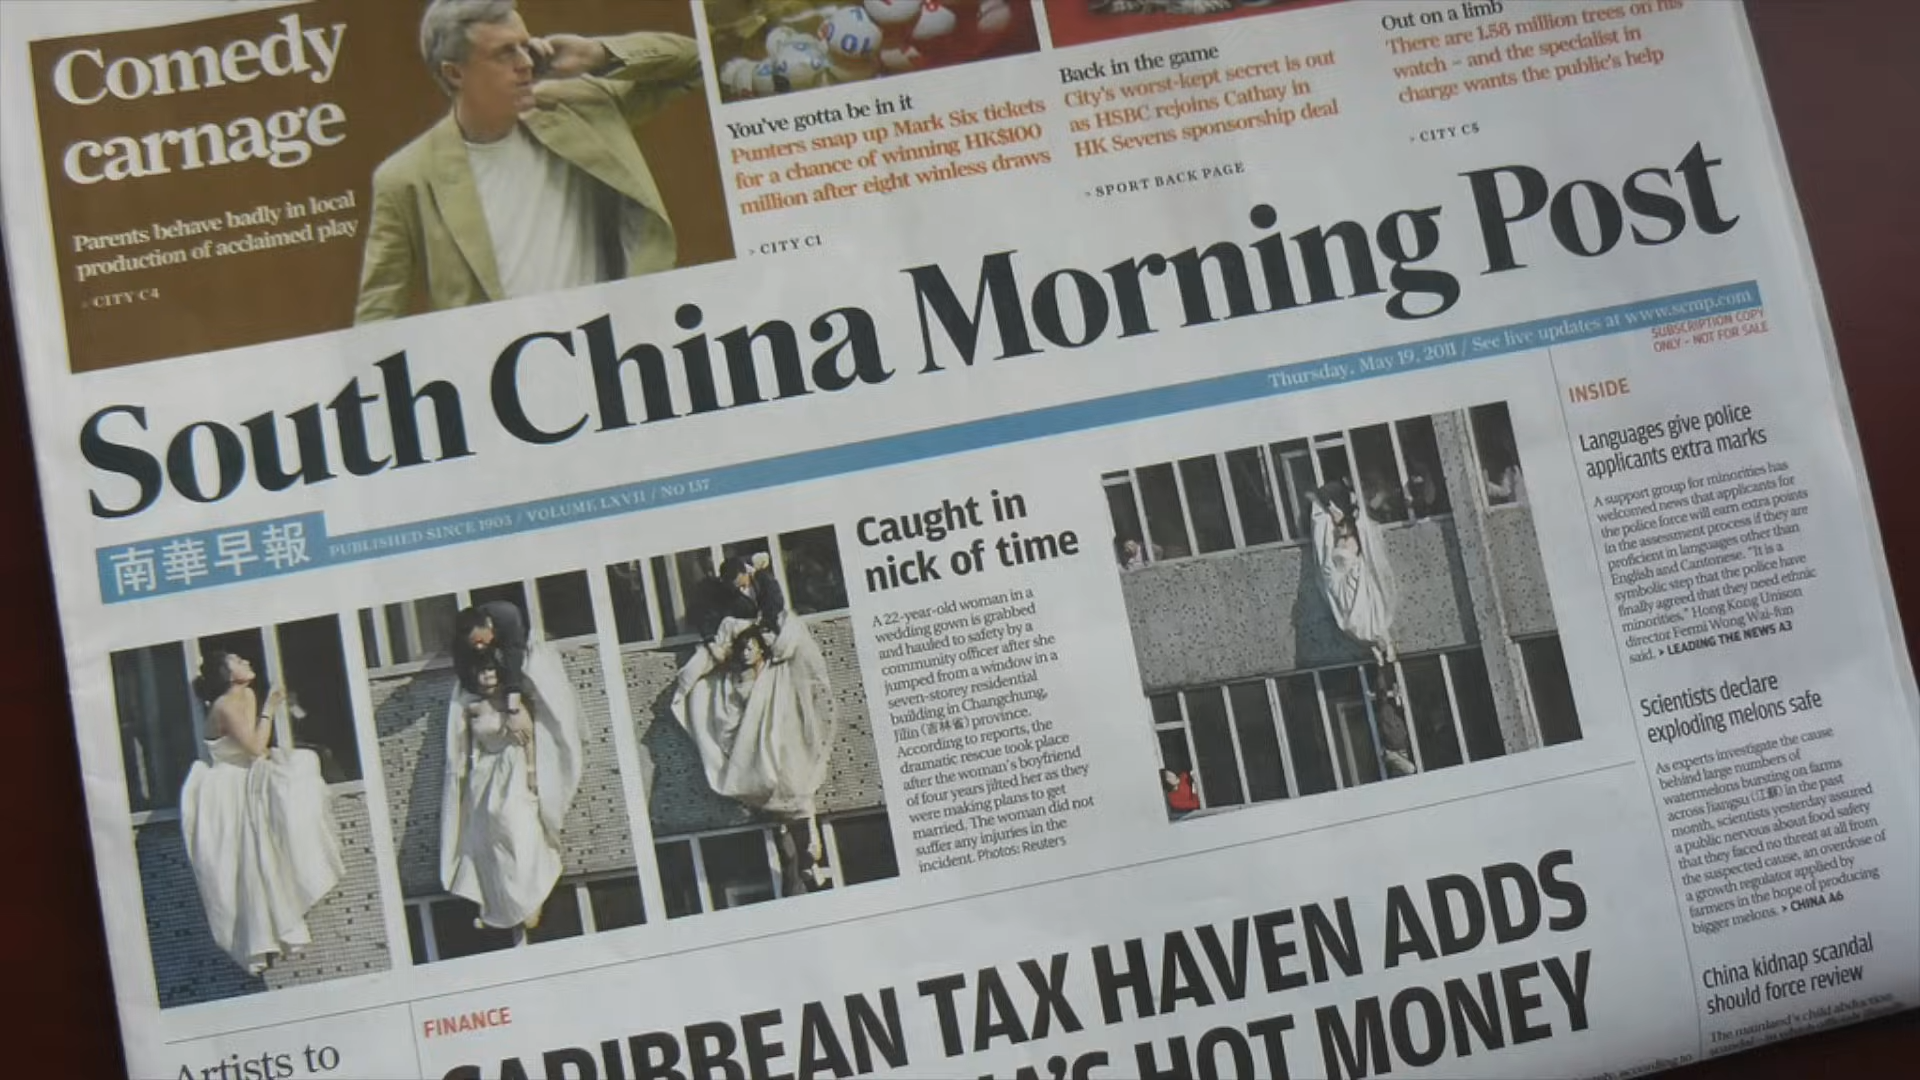 Comedy
carnage
Parents behave badly in local
production of acclaimed play
» CITY C4
You've gotta be in it
Punters snap up Mark Six tickets
for a chance of winning HK$100
million after eight winless draws
» CITY C1
Back in the game
City's worst-kept secret is out
as HSBC rejoins Cathay in
HK Sevens sponsorship deal
» SPORT BACK PAGE
Out on a limb
There are 1.58 million trees on his
watch – and the specialist in
charge wants the public's help
» CITY C5
South China Morning Post
南華早報
PUBLISHED SINCE 1903 / VOLUME LXVII / NO 137
Thursday, May 19, 2011 / See live updates at www.scmp.com
SUBSCRIPTION COPY
ONLY – NOT FOR SALE
Caught in
nick of time
A 22-year-old woman in a
wedding gown is grabbed
and hauled to safety by a
community officer after she
jumped from a window in a
seven-storey residential
building in Changchung,
Jilin (吉林省) province.
According to reports, the
dramatic rescue took place
after the woman's boyfriend
of four years jilted her as they
were making plans to get
married. The woman did not
suffer any injuries in the
incident. Photos: Reuters
INSIDE
Languages give police
applicants extra marks
A support group for minorities has
welcomed news that applicants for
the police force will earn extra points
in the assessment process if they are
proficient in languages other than
English and Cantonese. "It is a
symbolic step that the police have
finally agreed that they need ethnic
minorities," Hong Kong Unison
director Fermi Wong Wai-fun
said. > LEADING THE NEWS A3
Scientists declare
exploding melons safe
As experts investigate the cause
behind large numbers of
watermelons bursting on farms
across Jiangsu (江蘇) in the past
month, scientists yesterday assured
a public nervous about food safety
that they faced no threat at all from
the suspected cause, an overdose of
a growth regulator applied by
farmers in the hope of producing
bigger melons. > CHINA A6
China kidnap scandal
should force review
The mainland's child abduction
FINANCE
CARIBBEAN TAX HAVEN ADDS
HOT MONEY
Artists to